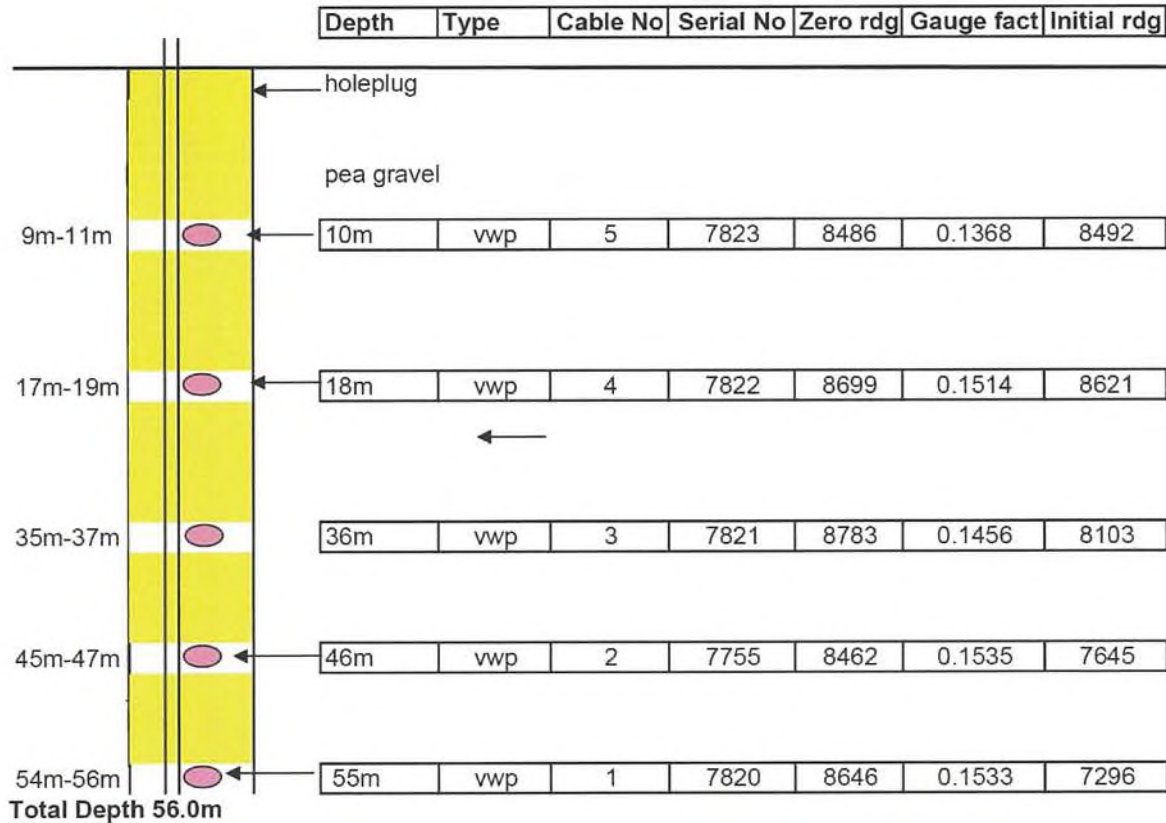 Depth Type Cable No Serial No Zero rdg Gauge fact Initial rdg
holeplug
pea gravel
9m-11m 10m vwp 5 7823 8486 0.1368 8492
17m-19m 18m vwp 4 7822 8699 0.1514 8621
35m-37m 36m vwp 3 7821 8783 0.1456 8103
45m-47m 46m vwp 2 7755 8462 0.1535 7645
54m-56m 55m vwp 1 7820 8646 0.1533 7296
Total Depth 56.0m